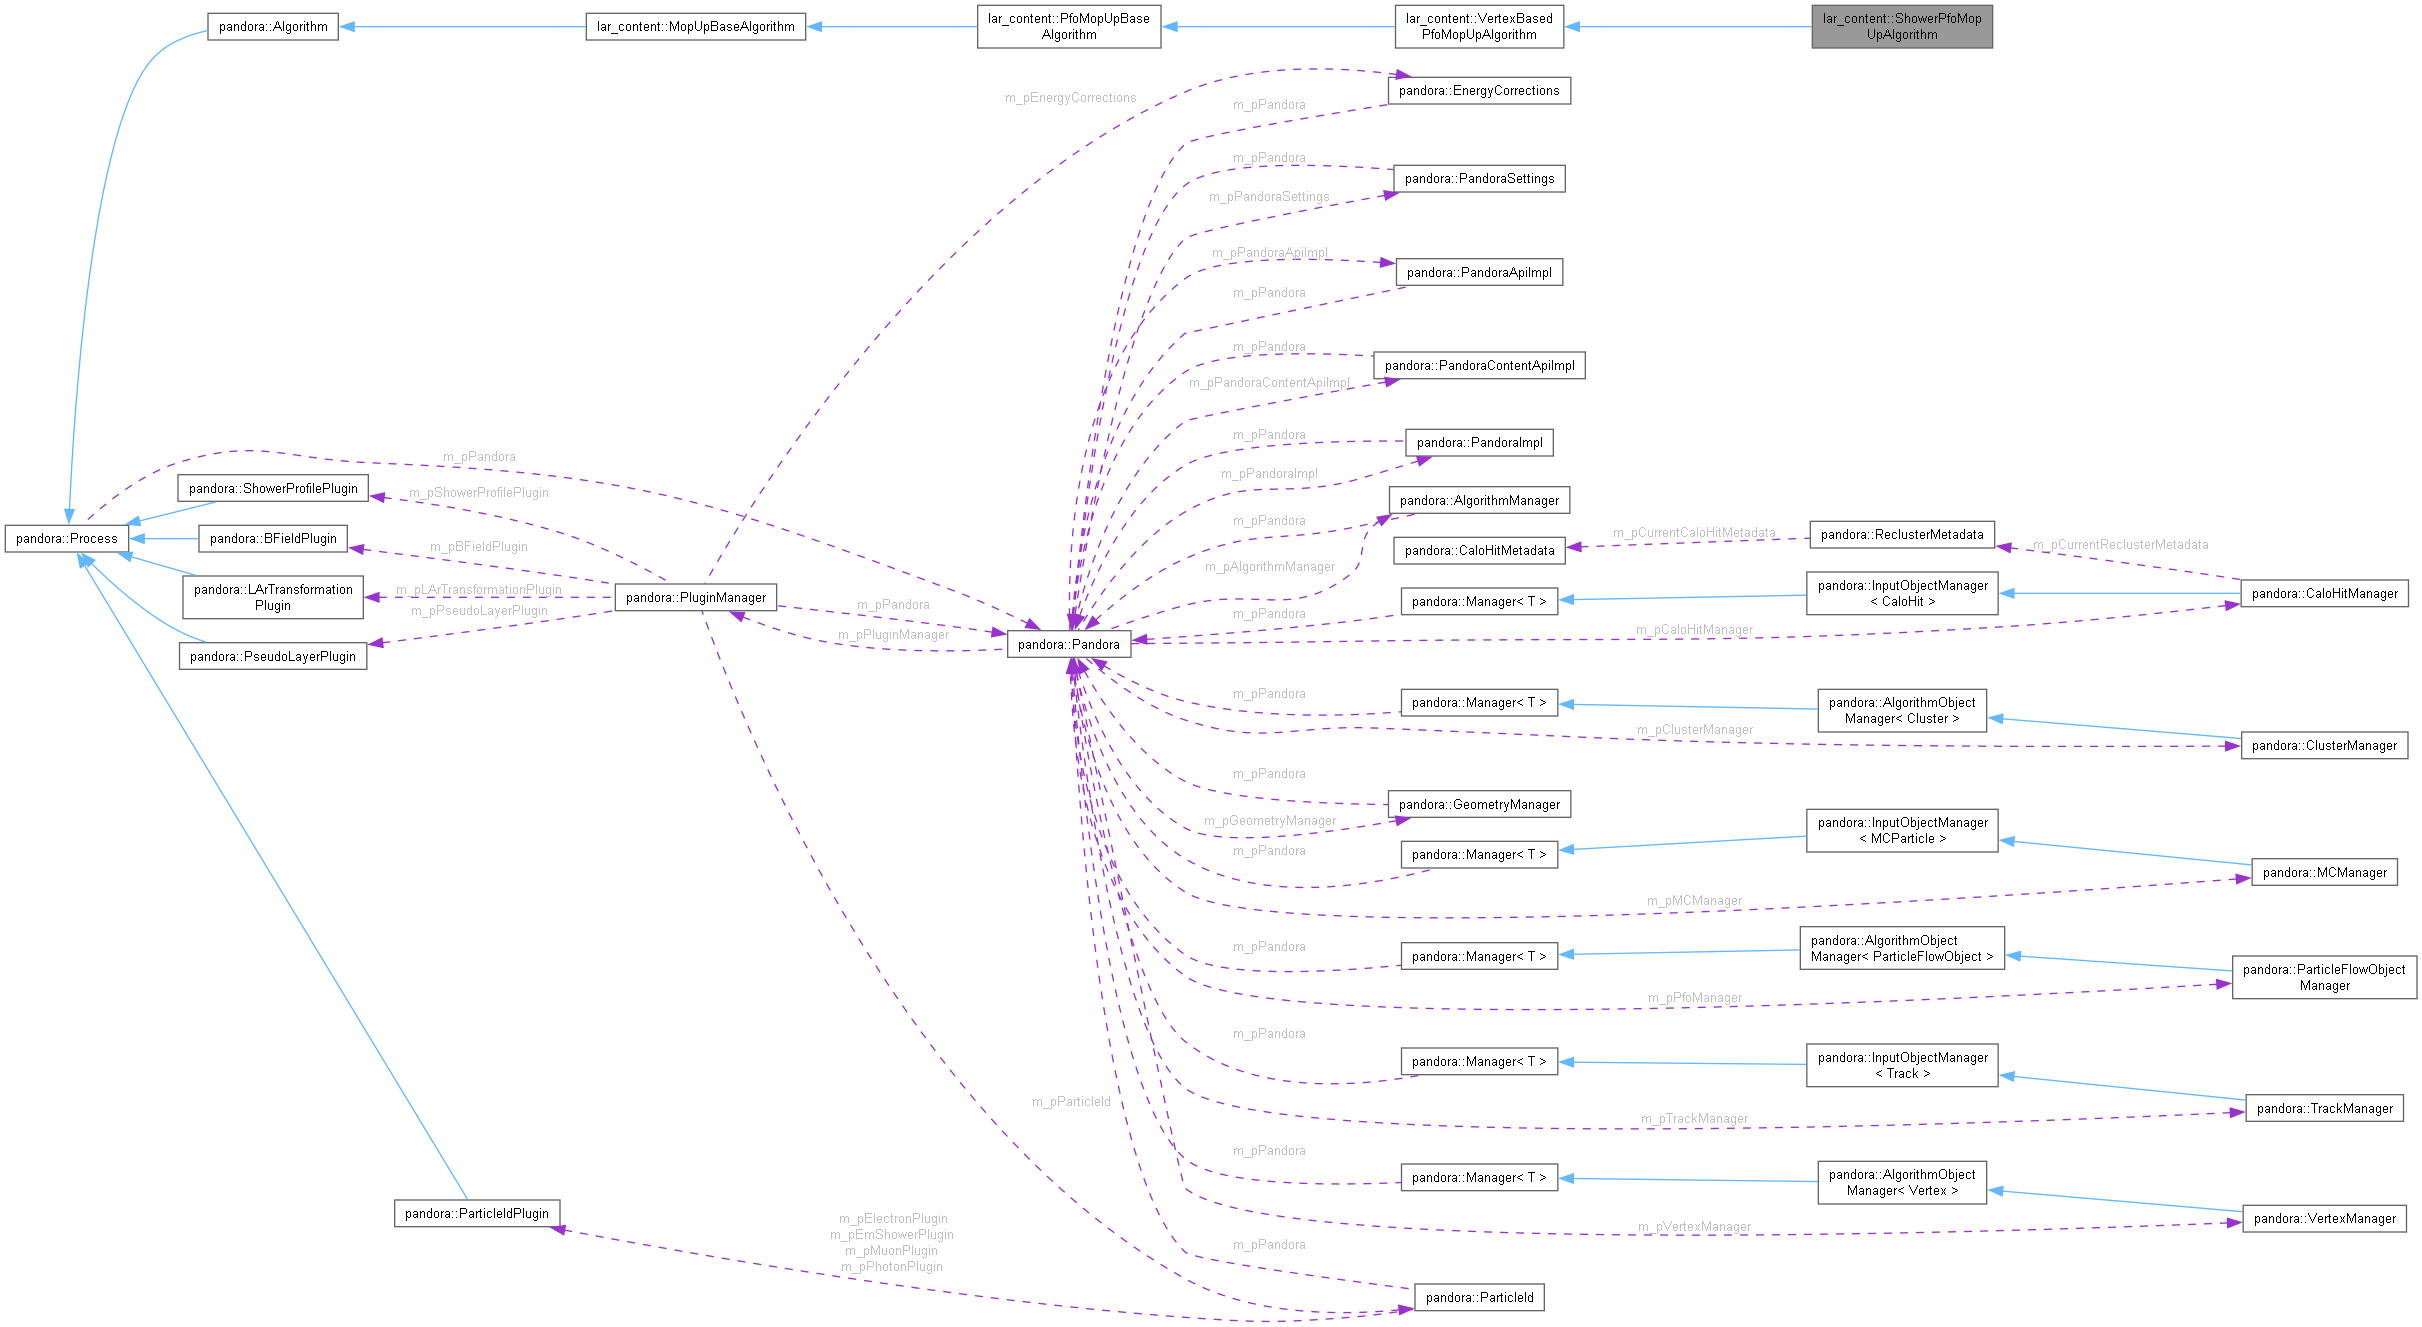 pandora::Algorithm
lar_content::MopUpBaseAlgorithm
lar_content::PfoMopUpBase
Algorithm
lar_content::VertexBased
PfoMopUpAlgorithm
lar_content::ShowerPfoMop
UpAlgorithm
m_pEnergyCorrections
pandora::EnergyCorrections
m_pPandora
m_pPandora
pandora::PandoraSettings
m_pPandoraSettings
m_pPandoraApiImpl
pandora::PandoraApiImpl
m_pPandora
m_pPandora
pandora::PandoraContentApiImpl
m_pPandoraContentApiImpl
m_pPandora
pandora::PandoraImpl
m_pPandora
m_pPandoraImpl
pandora::ShowerProfilePlugin
m_pShowerProfilePlugin
pandora::AlgorithmManager
m_pPandora
pandora::Process
pandora::BFieldPlugin
m_pBFieldPlugin
pandora::CaloHitMetadata
m_pCurrentCaloHitMetadata
pandora::ReclusterMetadata
m_pCurrentReclusterMetadata
m_pAlgorithmManager
pandora::LArTransformation
Plugin
m_pLArTransformationPlugin
m_pPseudoLayerPlugin
pandora::PluginManager
m_pPandora
m_pPandora
pandora::Manager< T >
pandora::InputObjectManager
< CaloHit >
pandora::CaloHitManager
m_pPluginManager
pandora::Pandora
m_pCaloHitManager
pandora::PseudoLayerPlugin
m_pPandora
pandora::Manager< T >
pandora::AlgorithmObject
Manager< Cluster >
m_pClusterManager
pandora::ClusterManager
m_pPandora
pandora::GeometryManager
m_pGeometryManager
m_pPandora
pandora::Manager< T >
pandora::InputObjectManager
< MCParticle >
pandora::MCManager
m_pMCManager
m_pPandora
pandora::Manager< T >
pandora::AlgorithmObject
Manager< ParticleFlowObject >
pandora::ParticleFlowObject
Manager
m_pPfoManager
m_pPandora
pandora::Manager< T >
pandora::InputObjectManager
< Track >
m_pParticleId
m_pTrackManager
pandora::TrackManager
m_pPandora
pandora::Manager< T >
pandora::AlgorithmObject
Manager< Vertex >
pandora::ParticleIdPlugin
m_pVertexManager
pandora::VertexManager
m_pElectronPlugin
m_pEmShowerPlugin
m_pMuonPlugin
m_pPhotonPlugin
m_pPandora
pandora::ParticleId